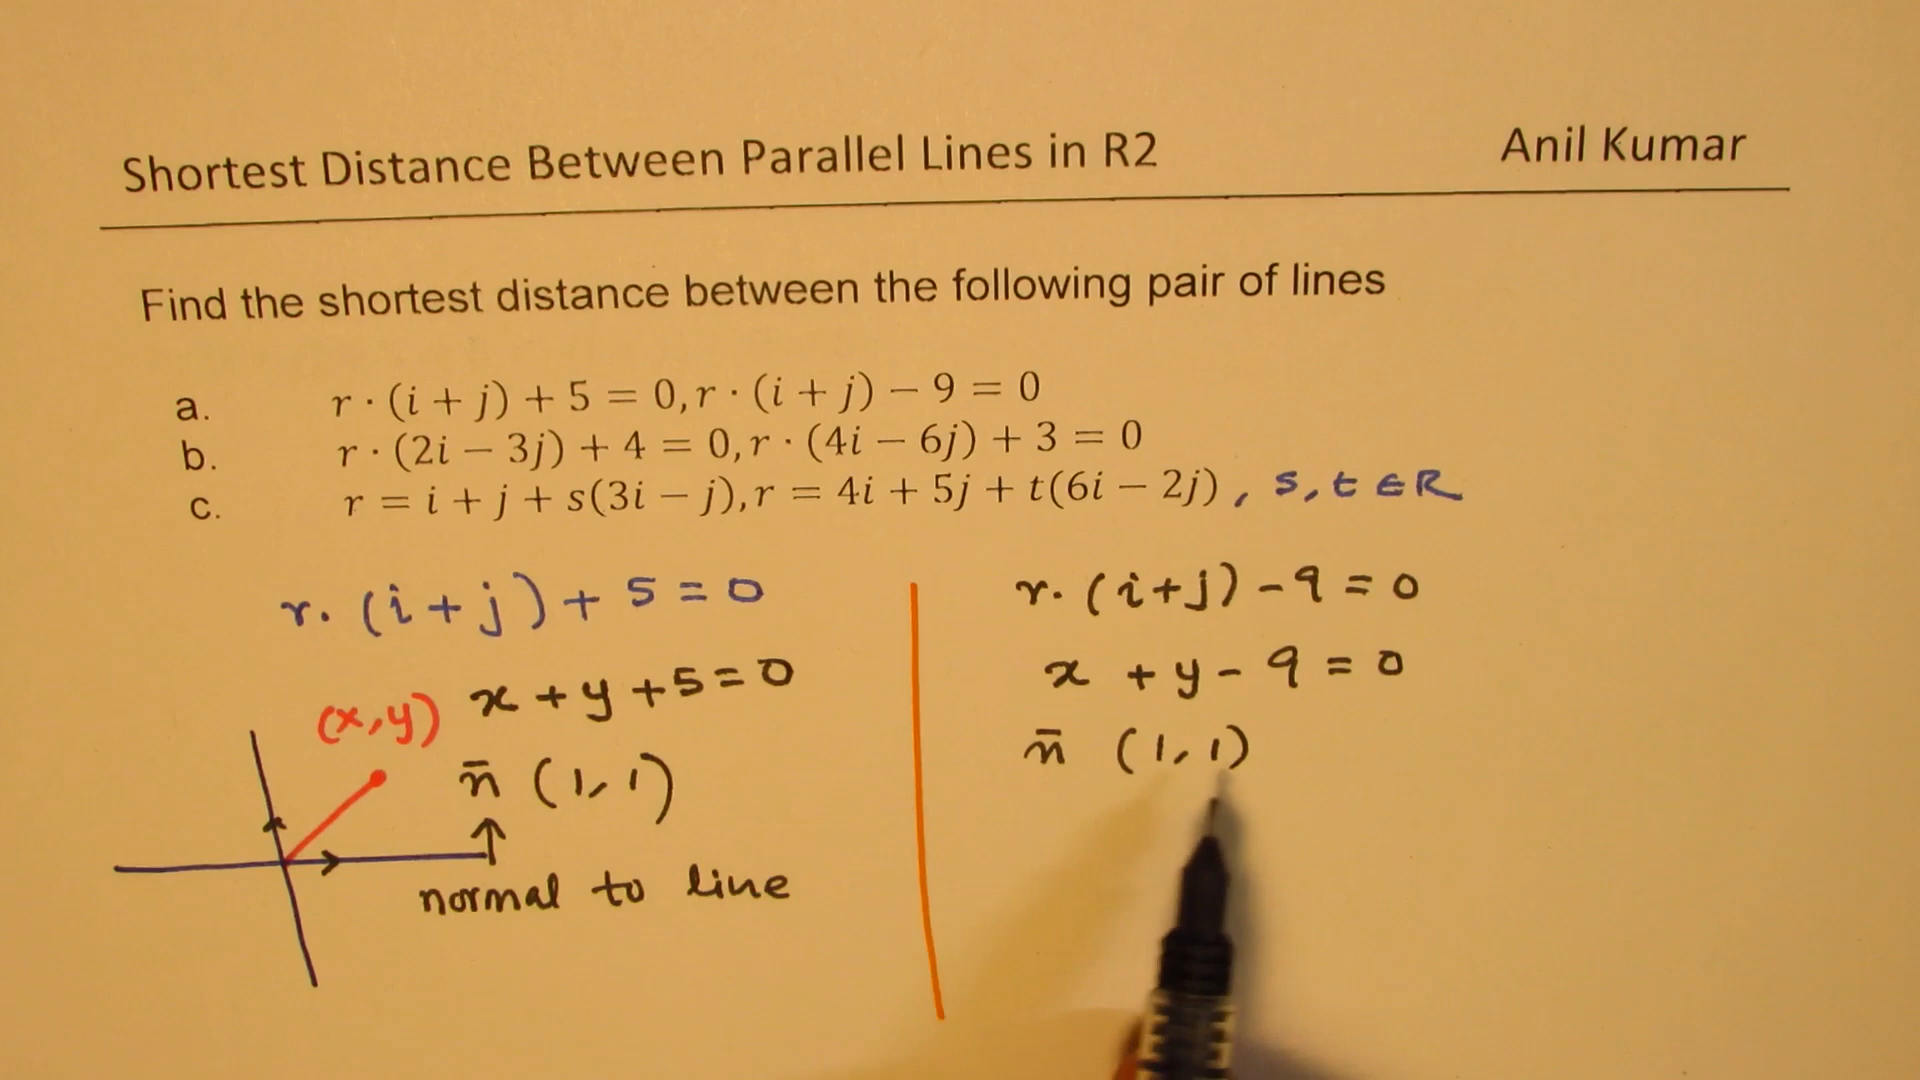 Shortest Distance Between Parallel Lines in R2 Anil Kumar
Find the shortest distance between the following pair of lines
a. r · (i + j) + 5 = 0, r · (i + j) − 9 = 0
b. r · (2i − 3j) + 4 = 0, r · (4i − 6j) + 3 = 0
c. r = i + j + s(3i − j), r = 4i + 5j + t(6i − 2j) , s, t ∈ R
r. (i + j) + 5 = 0
x + y + 5 = 0
(x, y)
n̄ (1, 1)
normal to line
r. (i + j) − 9 = 0
x + y − 9 = 0
n̄ (1, 1)